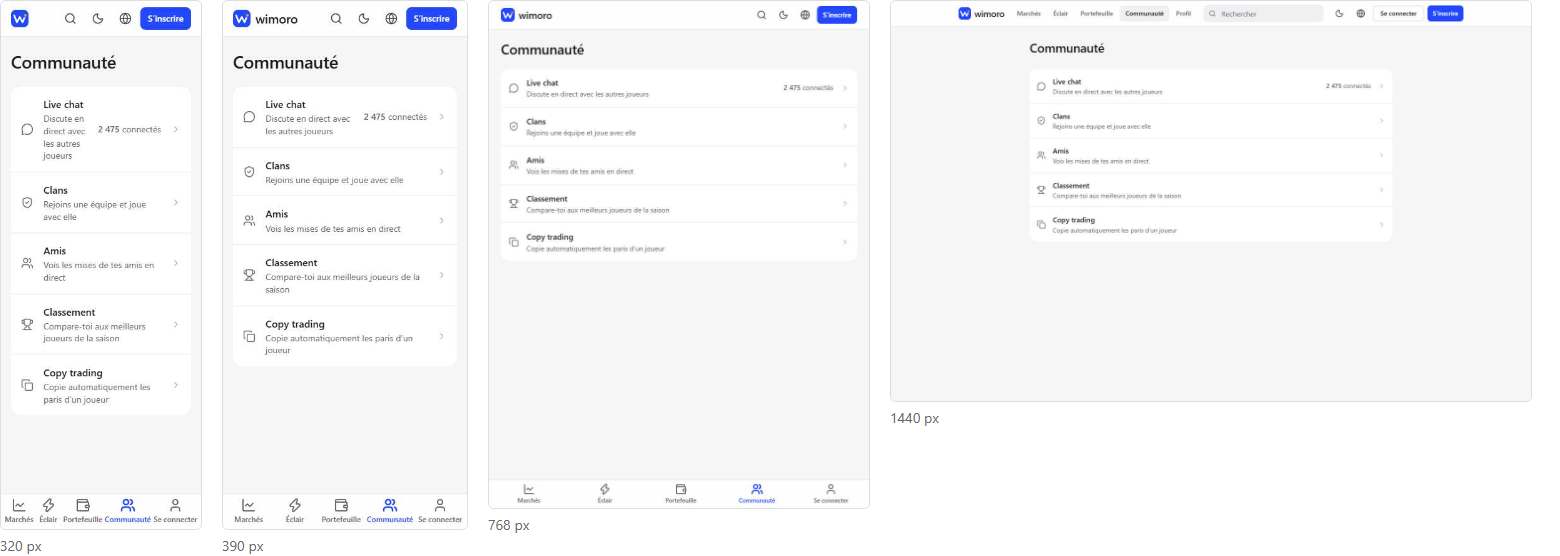 S'inscrire
Communauté
Live chat
Discute en
direct avec
les autres
joueurs
2 475 connectés
Clans
Rejoins une équipe et joue
avec elle
Amis
Vois les mises de tes amis en
direct
Classement
Compare-toi aux meilleurs
joueurs de la saison
Copy trading
Copie automatiquement les
paris d'un joueur
Marchés Éclair Portefeuille Communauté Se connecter
320 px
wimoro S'inscrire
Communauté
Live chat
Discute en direct avec
les autres joueurs
2 475 connectés
Clans
Rejoins une équipe et joue avec elle
Amis
Vois les mises de tes amis en direct
Classement
Compare-toi aux meilleurs joueurs de la
saison
Copy trading
Copie automatiquement les paris d'un
joueur
Marchés Éclair Portefeuille Communauté Se connecter
390 px
wimoro S'inscrire
Communauté
Live chat
Discute en direct avec les autres joueurs
2 475 connectés
Clans
Rejoins une équipe et joue avec elle
Amis
Vois les mises de tes amis en direct
Classement
Compare-toi aux meilleurs joueurs de la saison
Copy trading
Copie automatiquement les paris d'un joueur
Marchés Éclair Portefeuille Communauté Se connecter
768 px
wimoro Marchés Éclair Portefeuille Communauté Profil Rechercher Se connecter S'inscrire
Communauté
Live chat
Discute en direct avec les autres joueurs
2 475 connectés
Clans
Rejoins une équipe et joue avec elle
Amis
Vois les mises de tes amis en direct
Classement
Compare-toi aux meilleurs joueurs de la saison
Copy trading
Copie automatiquement les paris d'un joueur
1440 px